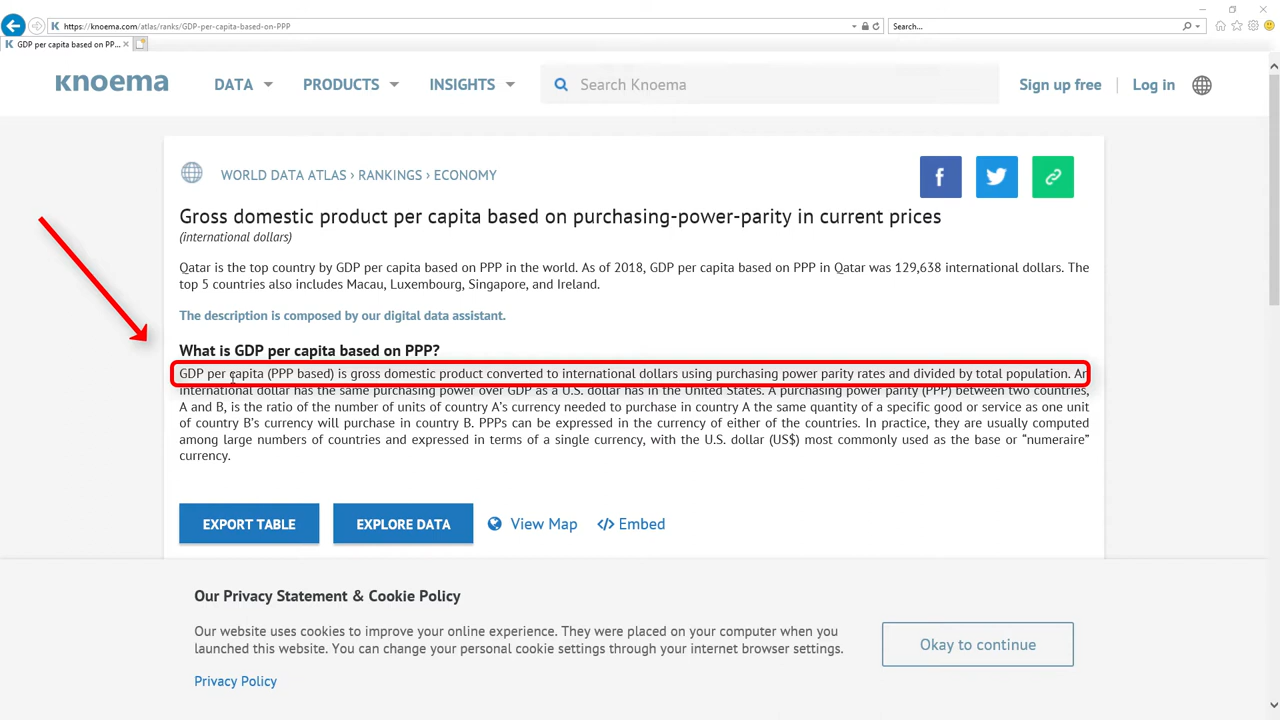 https://knoema.com/atlas/ranks/GDP-per-capita-based-on-PPP
Search...
GDP per capita based on PP...
knoema
DATA
PRODUCTS
INSIGHTS
Search Knoema
Sign up free
Log in
WORLD DATA ATLAS › RANKINGS › ECONOMY
Gross domestic product per capita based on purchasing-power-parity in current prices
(international dollars)
Qatar is the top country by GDP per capita based on PPP in the world. As of 2018, GDP per capita based on PPP in Qatar was 129,638 international dollars. The
top 5 countries also includes Macau, Luxembourg, Singapore, and Ireland.
The description is composed by our digital data assistant.
What is GDP per capita based on PPP?
GDP per capita (PPP based) is gross domestic product converted to international dollars using purchasing power parity rates and divided by total population. An
international dollar has the same purchasing power over GDP as a U.S. dollar has in the United States. A purchasing power parity (PPP) between two countries,
A and B, is the ratio of the number of units of country A’s currency needed to purchase in country A the same quantity of a specific good or service as one unit
of country B’s currency will purchase in country B. PPPs can be expressed in the currency of either of the countries. In practice, they are usually computed
among large numbers of countries and expressed in terms of a single currency, with the U.S. dollar (US$) most commonly used as the base or “numeraire”
currency.
EXPORT TABLE
EXPLORE DATA
View Map
Embed
Our Privacy Statement & Cookie Policy
Our website uses cookies to improve your online experience. They were placed on your computer when you
launched this website. You can change your personal cookie settings through your internet browser settings.
Okay to continue
Privacy Policy